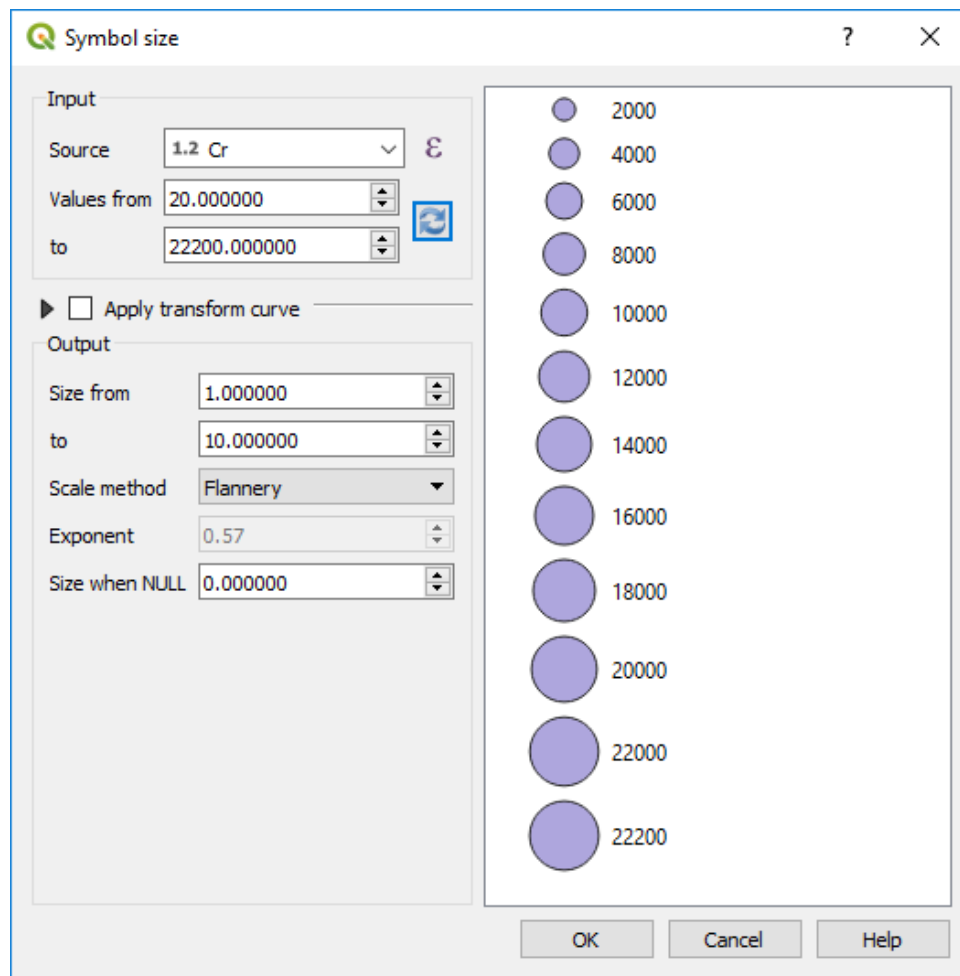 Symbol size
?
Input
Source 1.2 Cr ε
Values from 20.000000
to 22200.000000
Apply transform curve
Output
Size from 1.000000
to 10.000000
Scale method Flannery
Exponent 0.57
Size when NULL 0.000000
2000
4000
6000
8000
10000
12000
14000
16000
18000
20000
22000
22200
OK Cancel Help